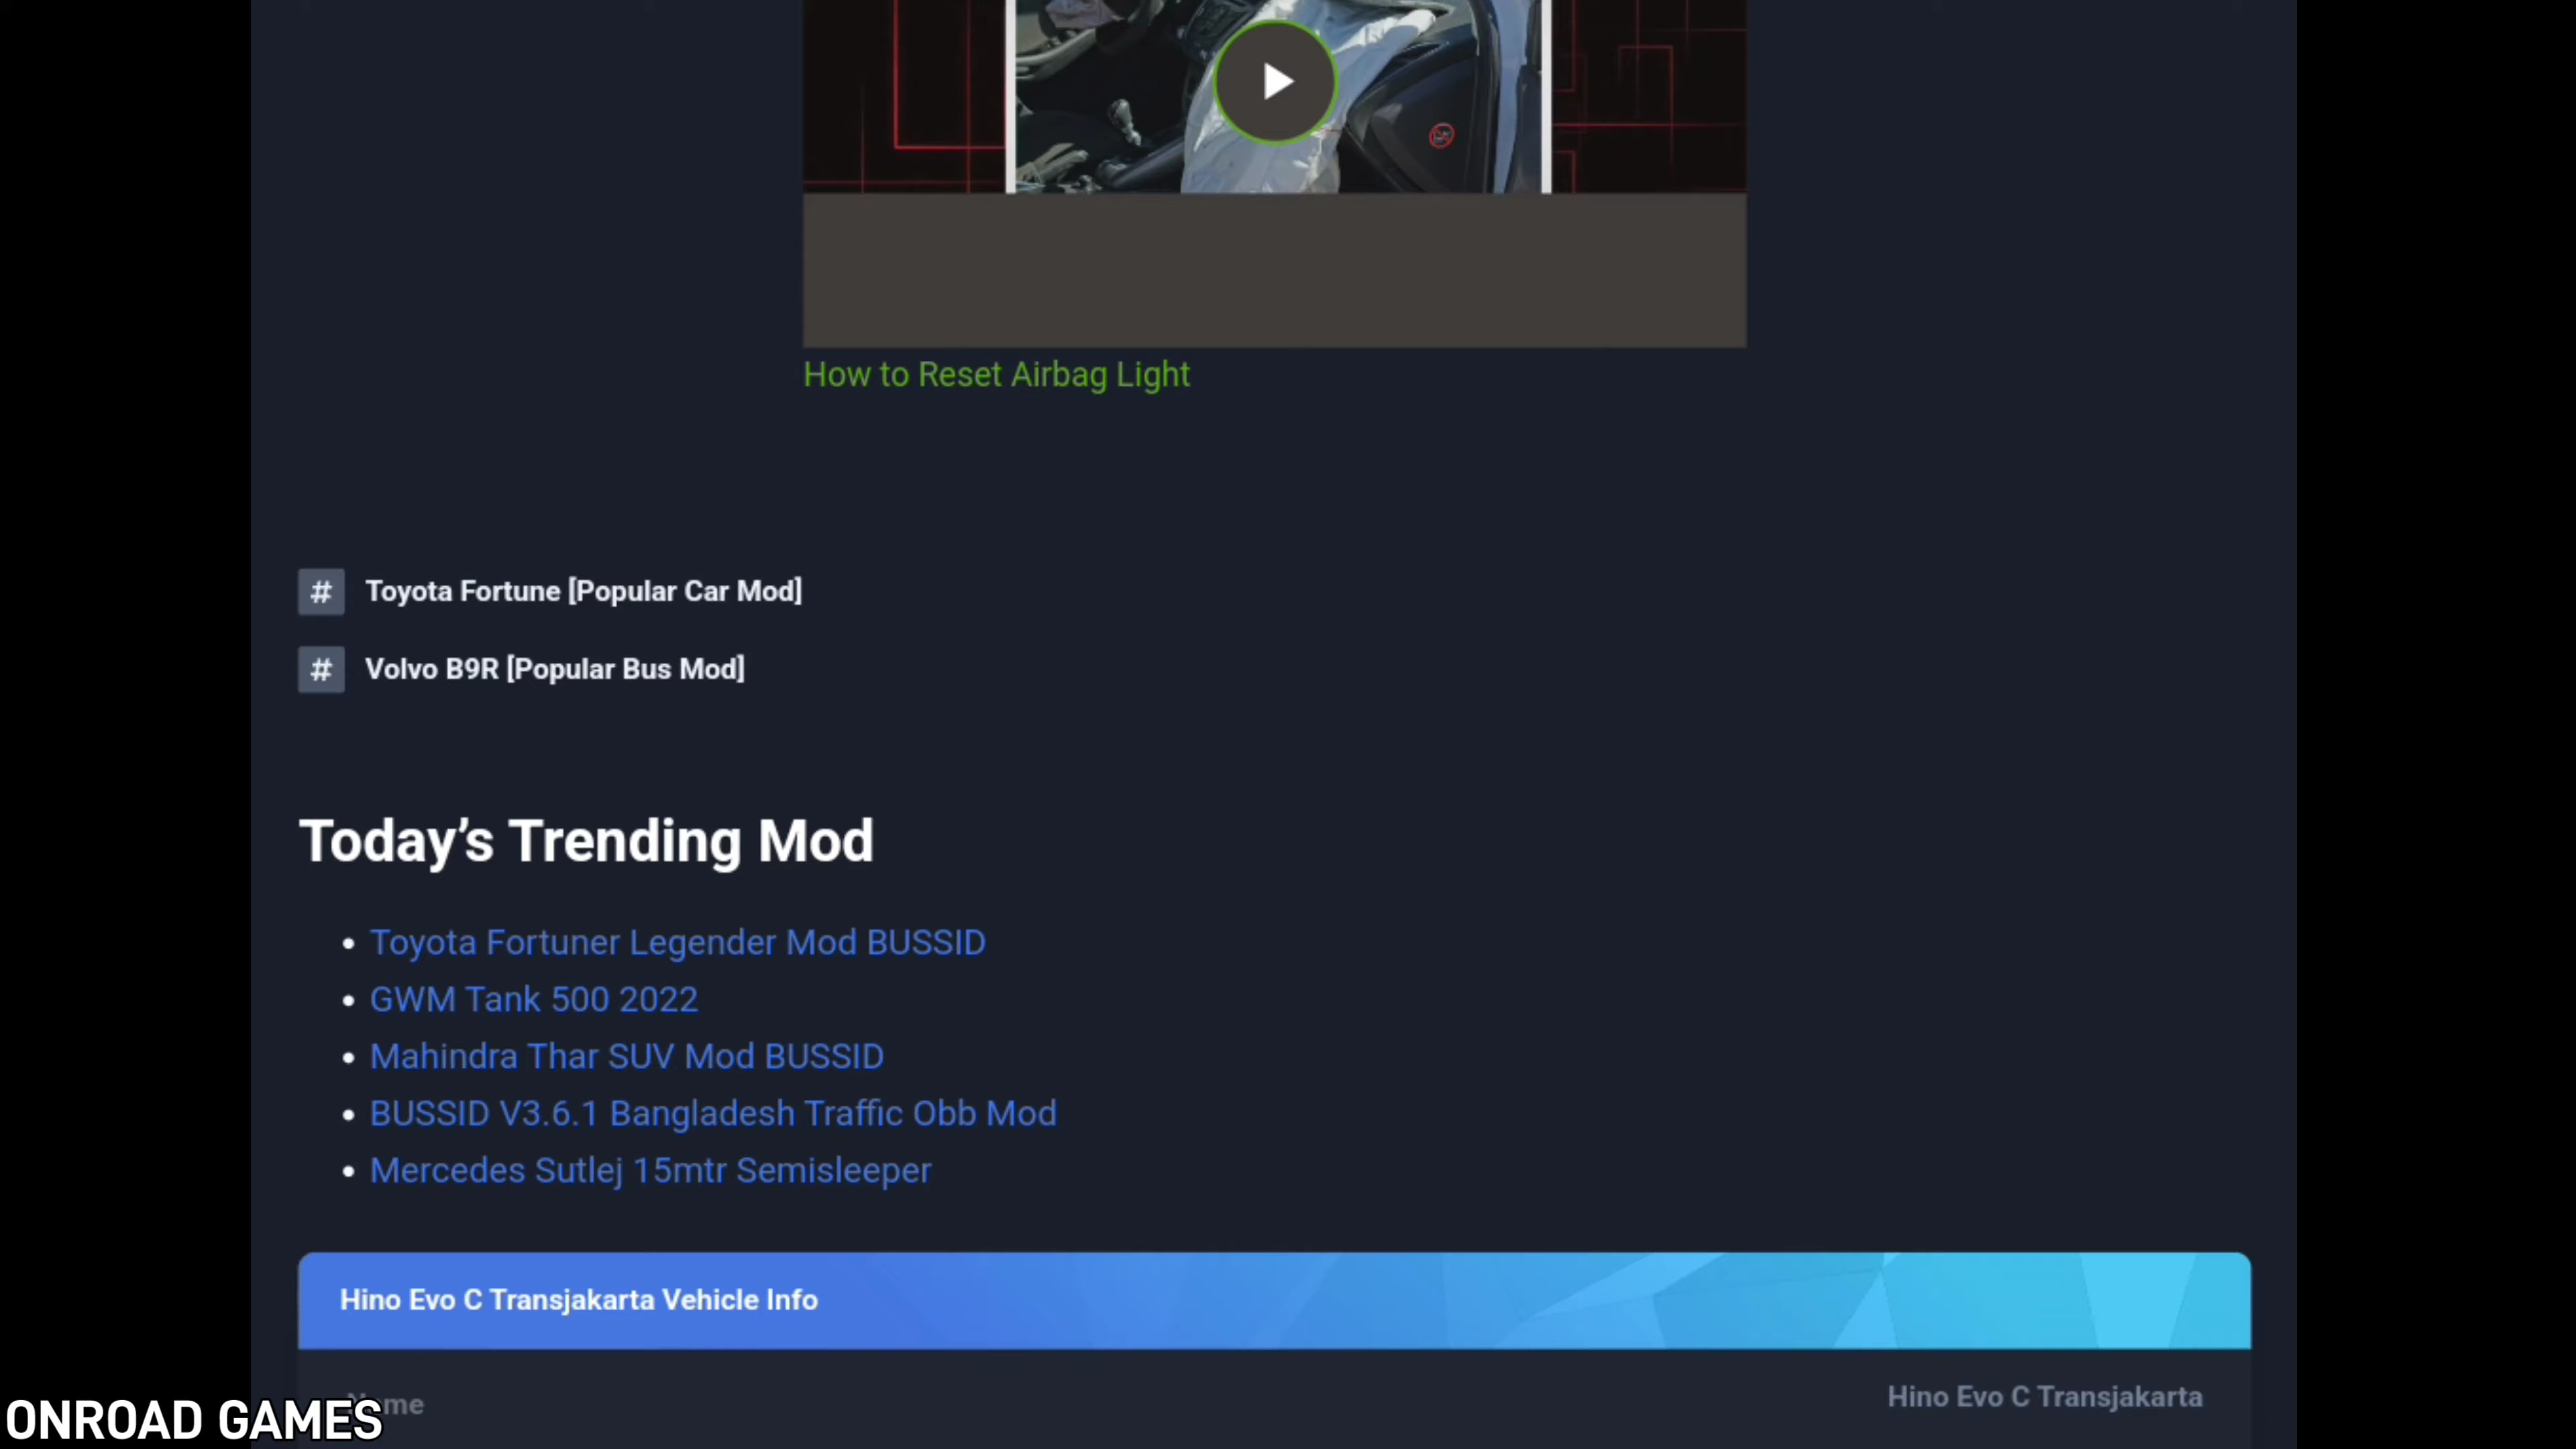 How to Reset Airbag Light
# Toyota Fortune [Popular Car Mod]
# Volvo B9R [Popular Bus Mod]
Today’s Trending Mod
• Toyota Fortuner Legender Mod BUSSID
• GWM Tank 500 2022
• Mahindra Thar SUV Mod BUSSID
• BUSSID V3.6.1 Bangladesh Traffic Obb Mod
• Mercedes Sutlej 15mtr Semisleeper
Hino Evo C Transjakarta Vehicle Info
Name Hino Evo C Transjakarta
ONROAD GAMES